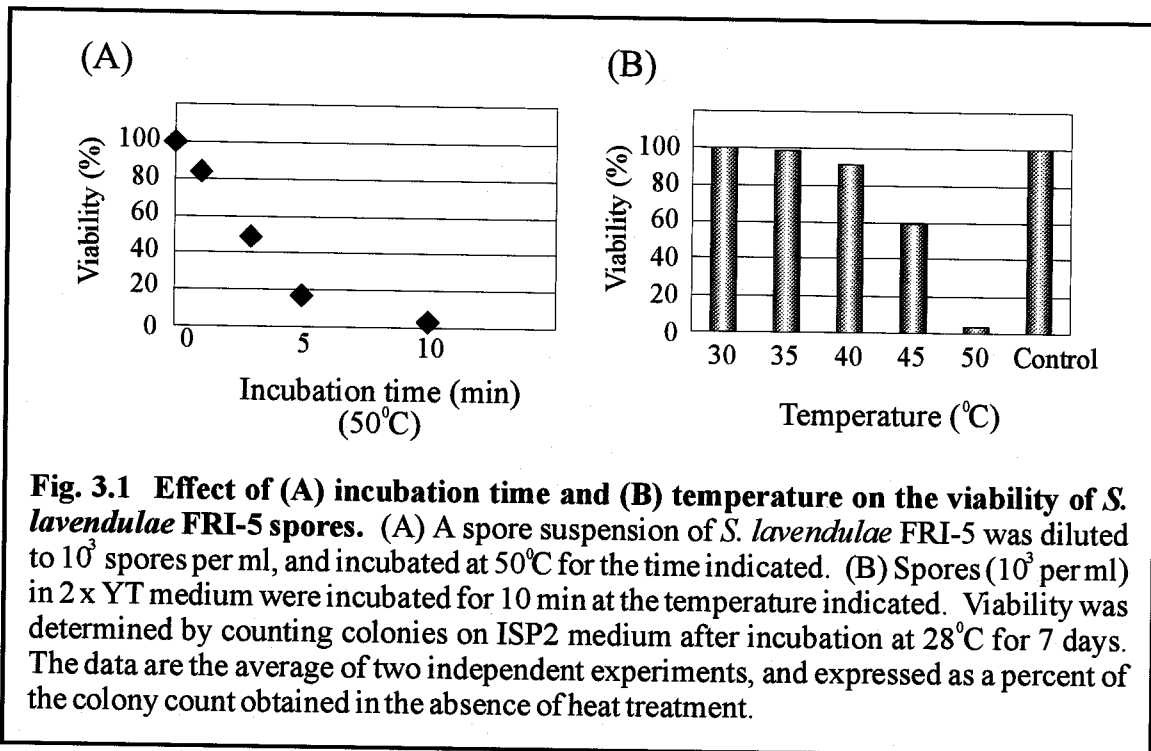 (A)
(B)
Viability (%)
100
80
60
40
20
0
0 5 10
Incubation time (min)
(50⁰C)
Viability (%)
100
80
60
40
20
0
30 35 40 45 50 Control
Temperature (⁰C)
Fig. 3.1 Effect of (A) incubation time and (B) temperature on the viability of S.
lavendulae FRI-5 spores. (A) A spore suspension of S. lavendulae FRI-5 was diluted
to 10³ spores per ml, and incubated at 50⁰C for the time indicated. (B) Spores (10³ per ml)
in 2 x YT medium were incubated for 10 min at the temperature indicated. Viability was
determined by counting colonies on ISP2 medium after incubation at 28⁰C for 7 days.
The data are the average of two independent experiments, and expressed as a percent of
the colony count obtained in the absence of heat treatment.